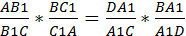 AB1/B1C * BC1/C1A = DA1/A1C * BA1/A1D